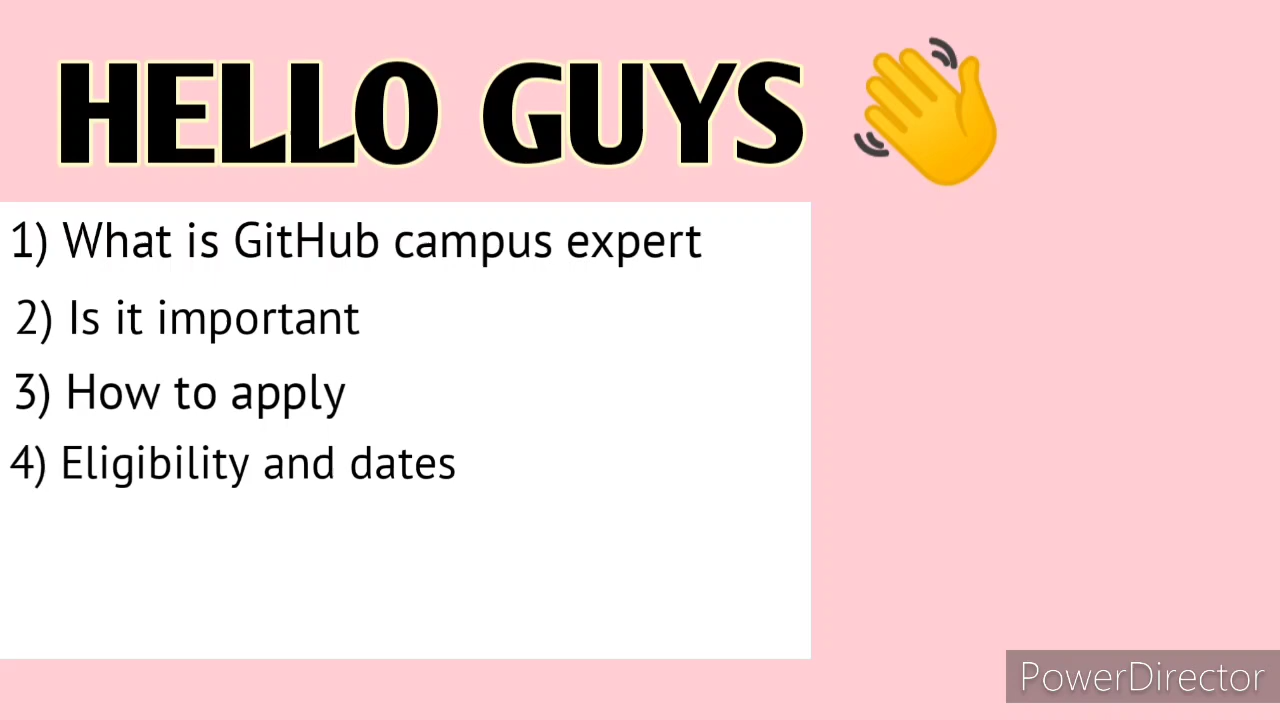 HELLO GUYS 👋
1) What is GitHub campus expert
2) Is it important
3) How to apply
4) Eligibility and dates
PowerDirector